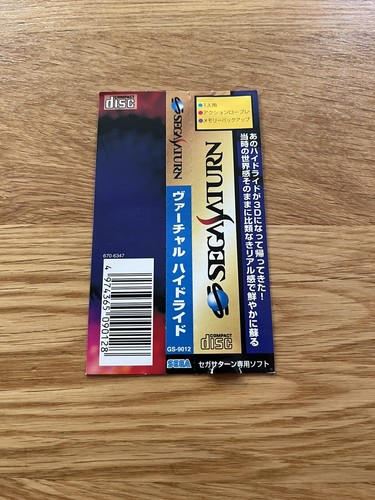 COMPACT
disc
670-6347
4 974365 090128
SEGA SATURN
ヴァーチャル ハイドライド
GS-9012
SEGA
1人用
アクションロープレ
メモリーバックアップ
SEGA SATURN
COMPACT
disc
あのハイドライドが3Dになって帰ってきた!
当時の世界感そのままに比類なきリアル感で鮮やかに蘇る
セガサターン専用ソフト